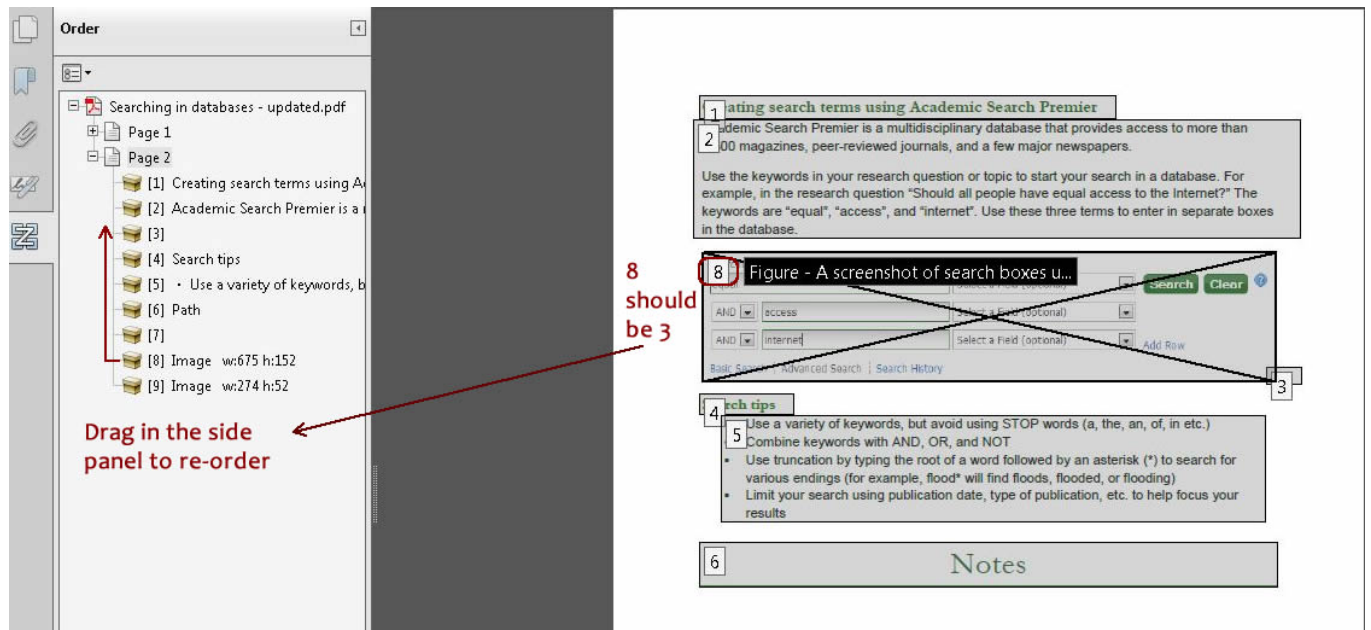 Order
Searching in databases - updated.pdf
Page 1
Page 2
[1] Creating search terms using A
[2] Academic Search Premier is a
[3]
[4] Search tips
[5] • Use a variety of keywords, b
[6] Path
[7]
[8] Image w:675 h:152
[9] Image w:274 h:52
Drag in the side
panel to re-order
8
should
be 3
1
eating search terms using Academic Search Premier
2
demic Search Premier is a multidisciplinary database that provides access to more than
00 magazines, peer-reviewed journals, and a few major newspapers.
Use the keywords in your research question or topic to start your search in a database. For
example, in the research question “Should all people have equal access to the Internet?” The
keywords are “equal”, “access”, and “internet”. Use these three terms to enter in separate boxes
in the database.
8 Figure - A screenshot of search boxes u...
Select a Field (optional) Search Clear
AND access Select a Field (optional)
AND internet Select a Field (optional) Add Row
Basic Search | Advanced Search | Search History
3
4 rch tips
5
Use a variety of keywords, but avoid using STOP words (a, the, an, of, in etc.)
Combine keywords with AND, OR, and NOT
• Use truncation by typing the root of a word followed by an asterisk (*) to search for
various endings (for example, flood* will find floods, flooded, or flooding)
• Limit your search using publication date, type of publication, etc. to help focus your
results
6 Notes